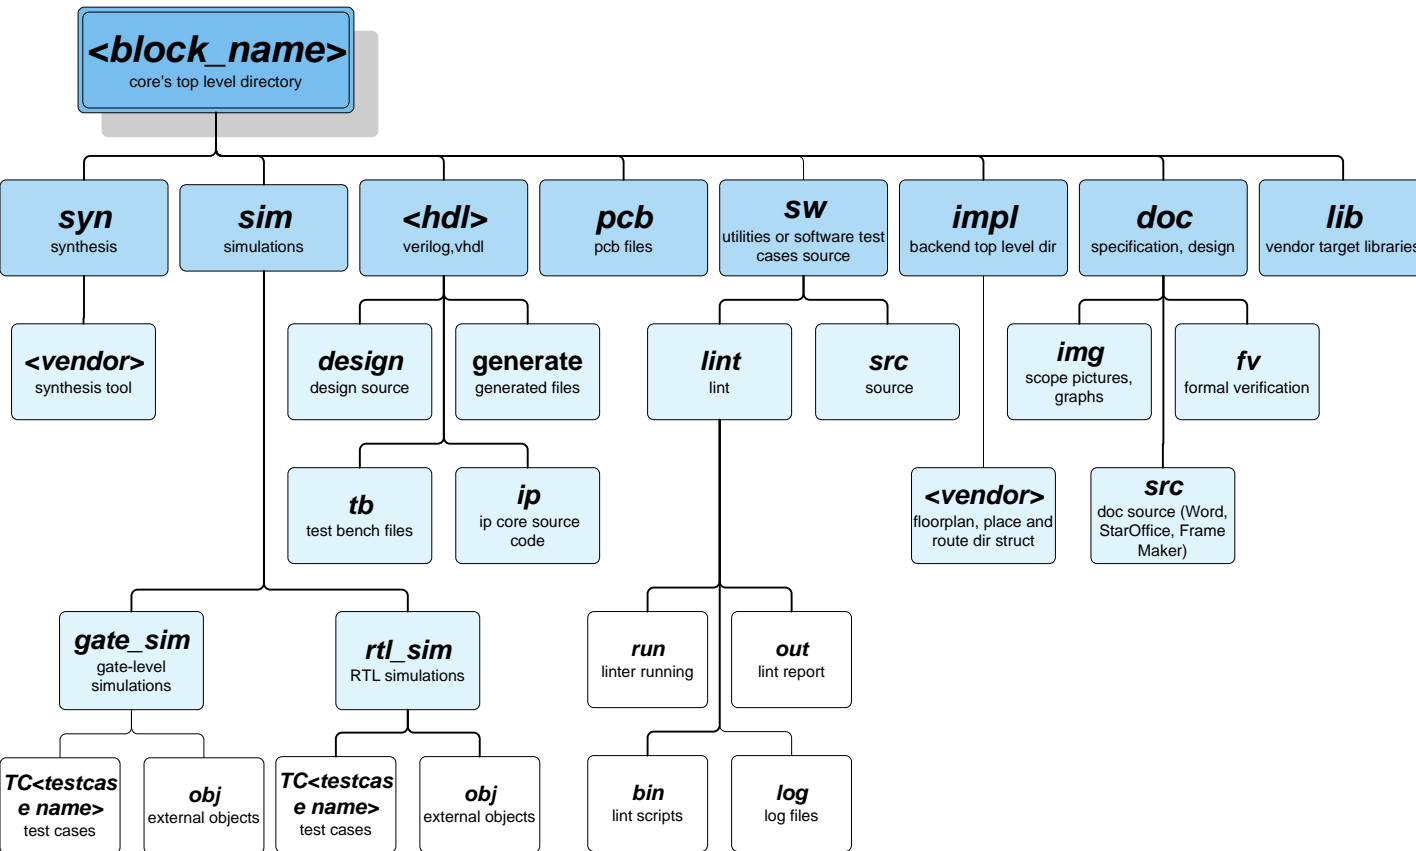 <block_name>
core's top level directory
syn
synthesis
sim
simulations
<hdl>
verilog,vhdl
pcb
pcb files
sw
utilities or software test
cases source
impl
backend top level dir
doc
specification, design
lib
vendor target libraries
<vendor>
synthesis tool
design
design source
generate
generated files
lint
lint
src
source
img
scope pictures,
graphs
fv
formal verification
tb
test bench files
ip
ip core source
code
<vendor>
floorplan, place and
route dir struct
src
doc source (Word,
StarOffice, Frame
Maker)
gate_sim
gate-level
simulations
rtl_sim
RTL simulations
run
linter running
out
lint report
TC<testcas
e name>
test cases
obj
external objects
TC<testcas
e name>
test cases
obj
external objects
bin
lint scripts
log
log files